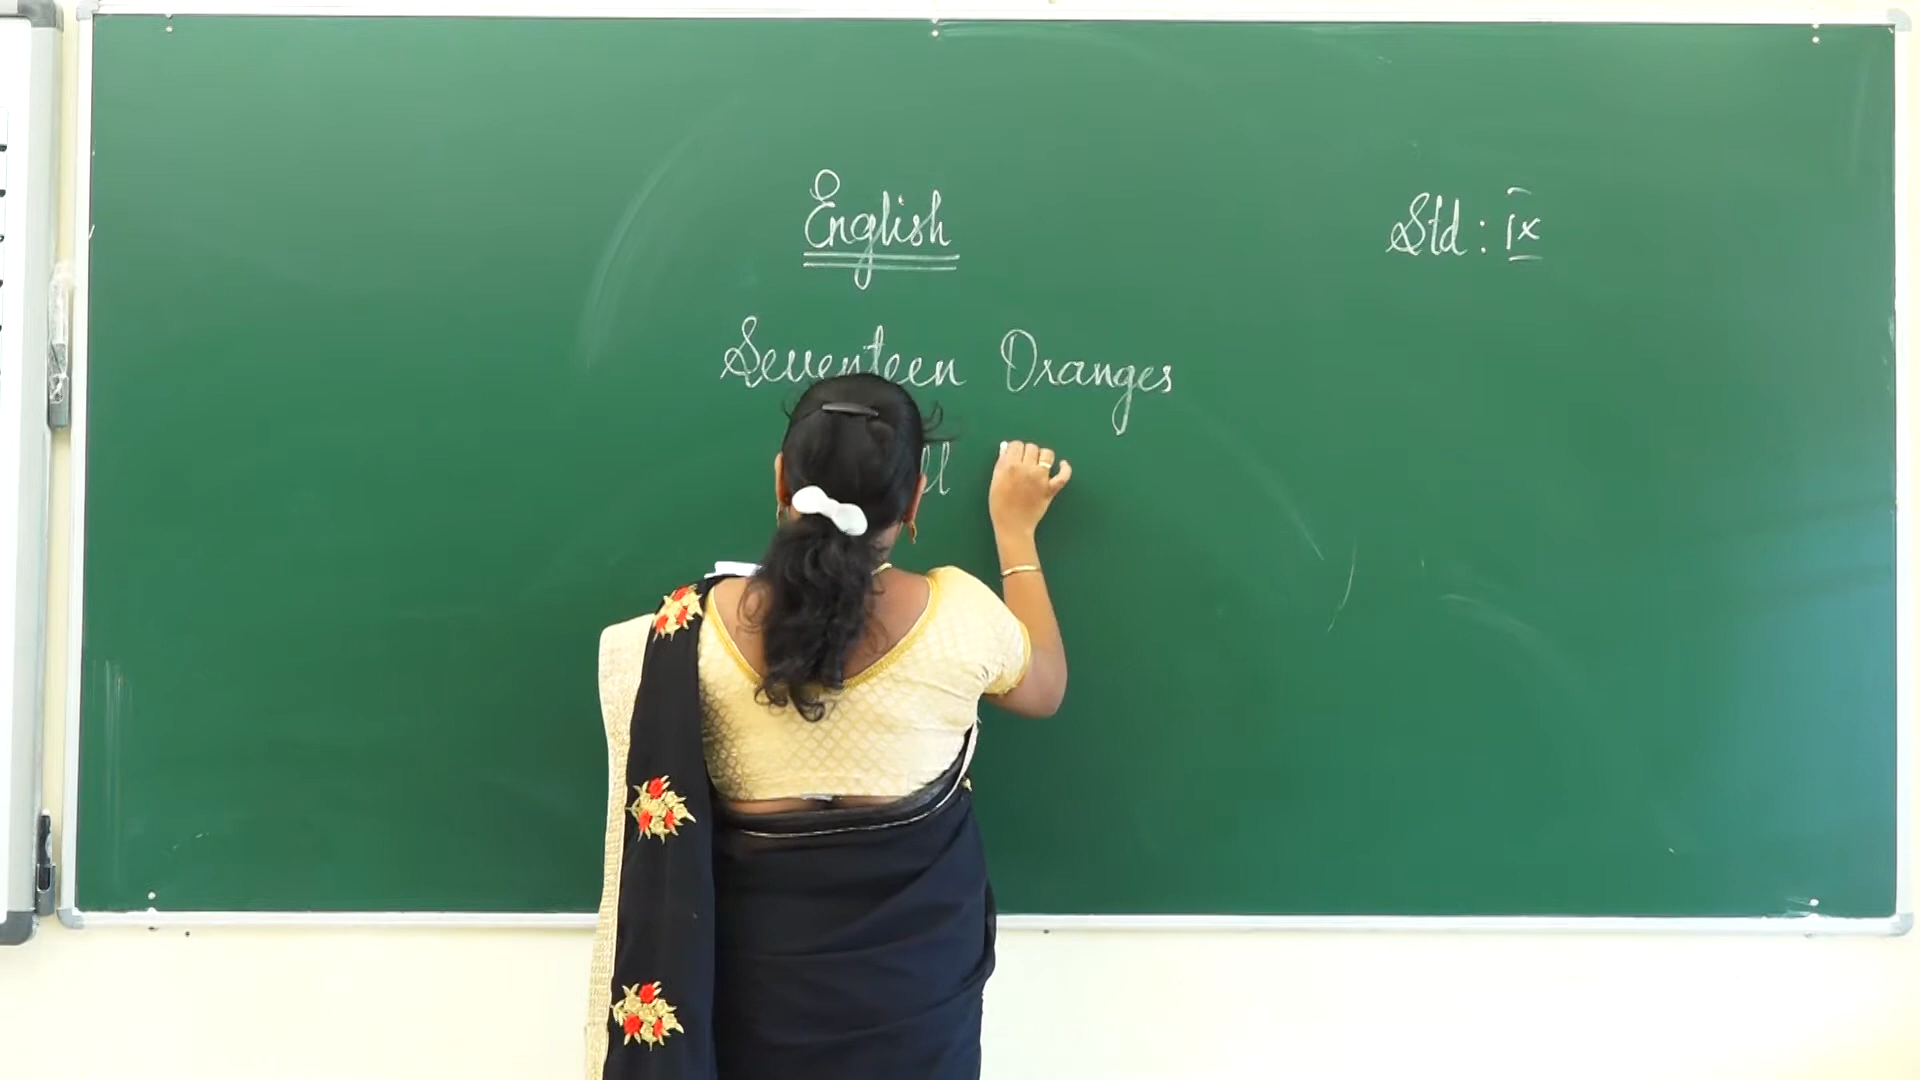 English
Std : IX
Seventeen Oranges